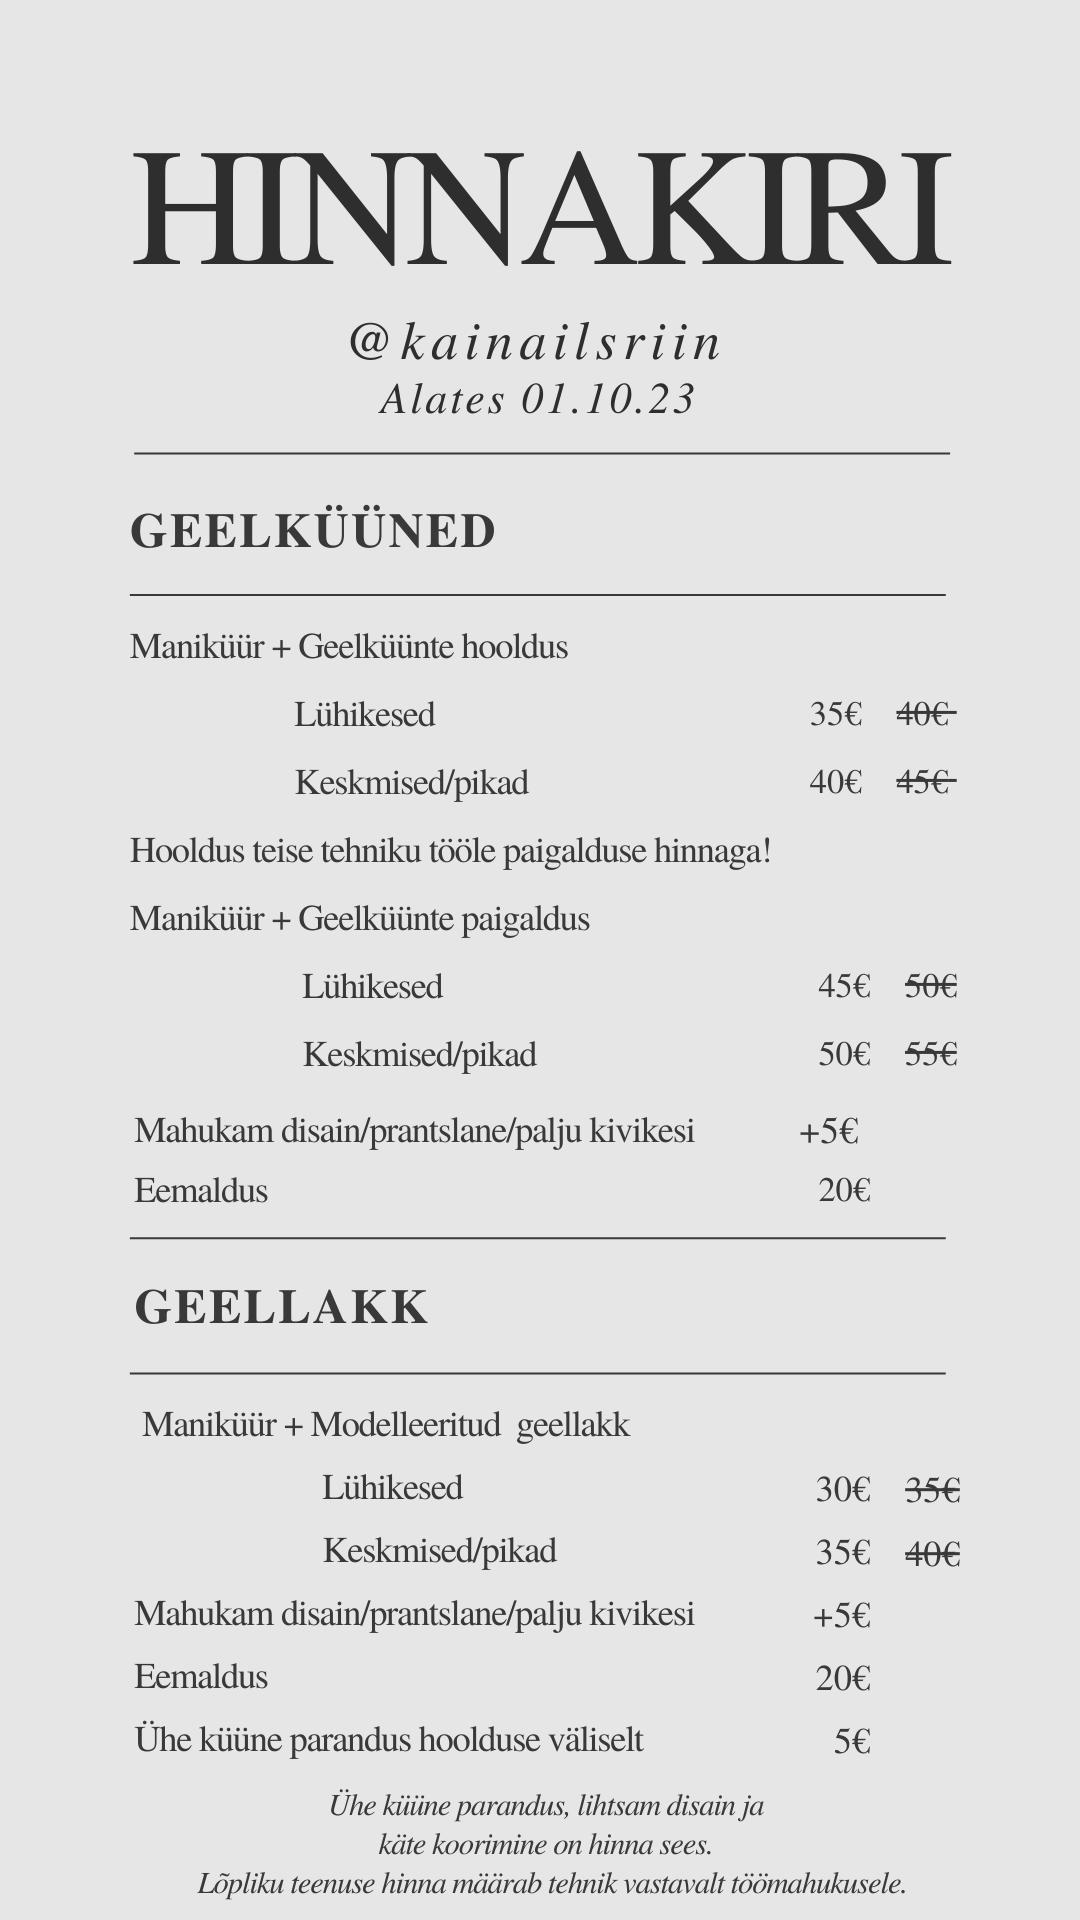 HINNAKIRI
@kainailsriin
Alates 01.10.23
GEELKÜÜNED
Maniküür + Geelküünte hooldus
Lühikesed 35€ 40€
Keskmised/pikad 40€ 45€
Hooldus teise tehniku tööle paigalduse hinnaga!
Maniküür + Geelküünte paigaldus
Lühikesed 45€ 50€
Keskmised/pikad 50€ 55€
Mahukam disain/prantslane/palju kivikesi +5€
Eemaldus 20€
GEELLAKK
Maniküür + Modelleeritud geellakk
Lühikesed 30€ 35€
Keskmised/pikad 35€ 40€
Mahukam disain/prantslane/palju kivikesi +5€
Eemaldus 20€
Ühe küüne parandus hoolduse väliselt 5€
Ühe küüne parandus, lihtsam disain ja
käte koorimine on hinna sees.
Lõpliku teenuse hinna määrab tehnik vastavalt töömahukusele.